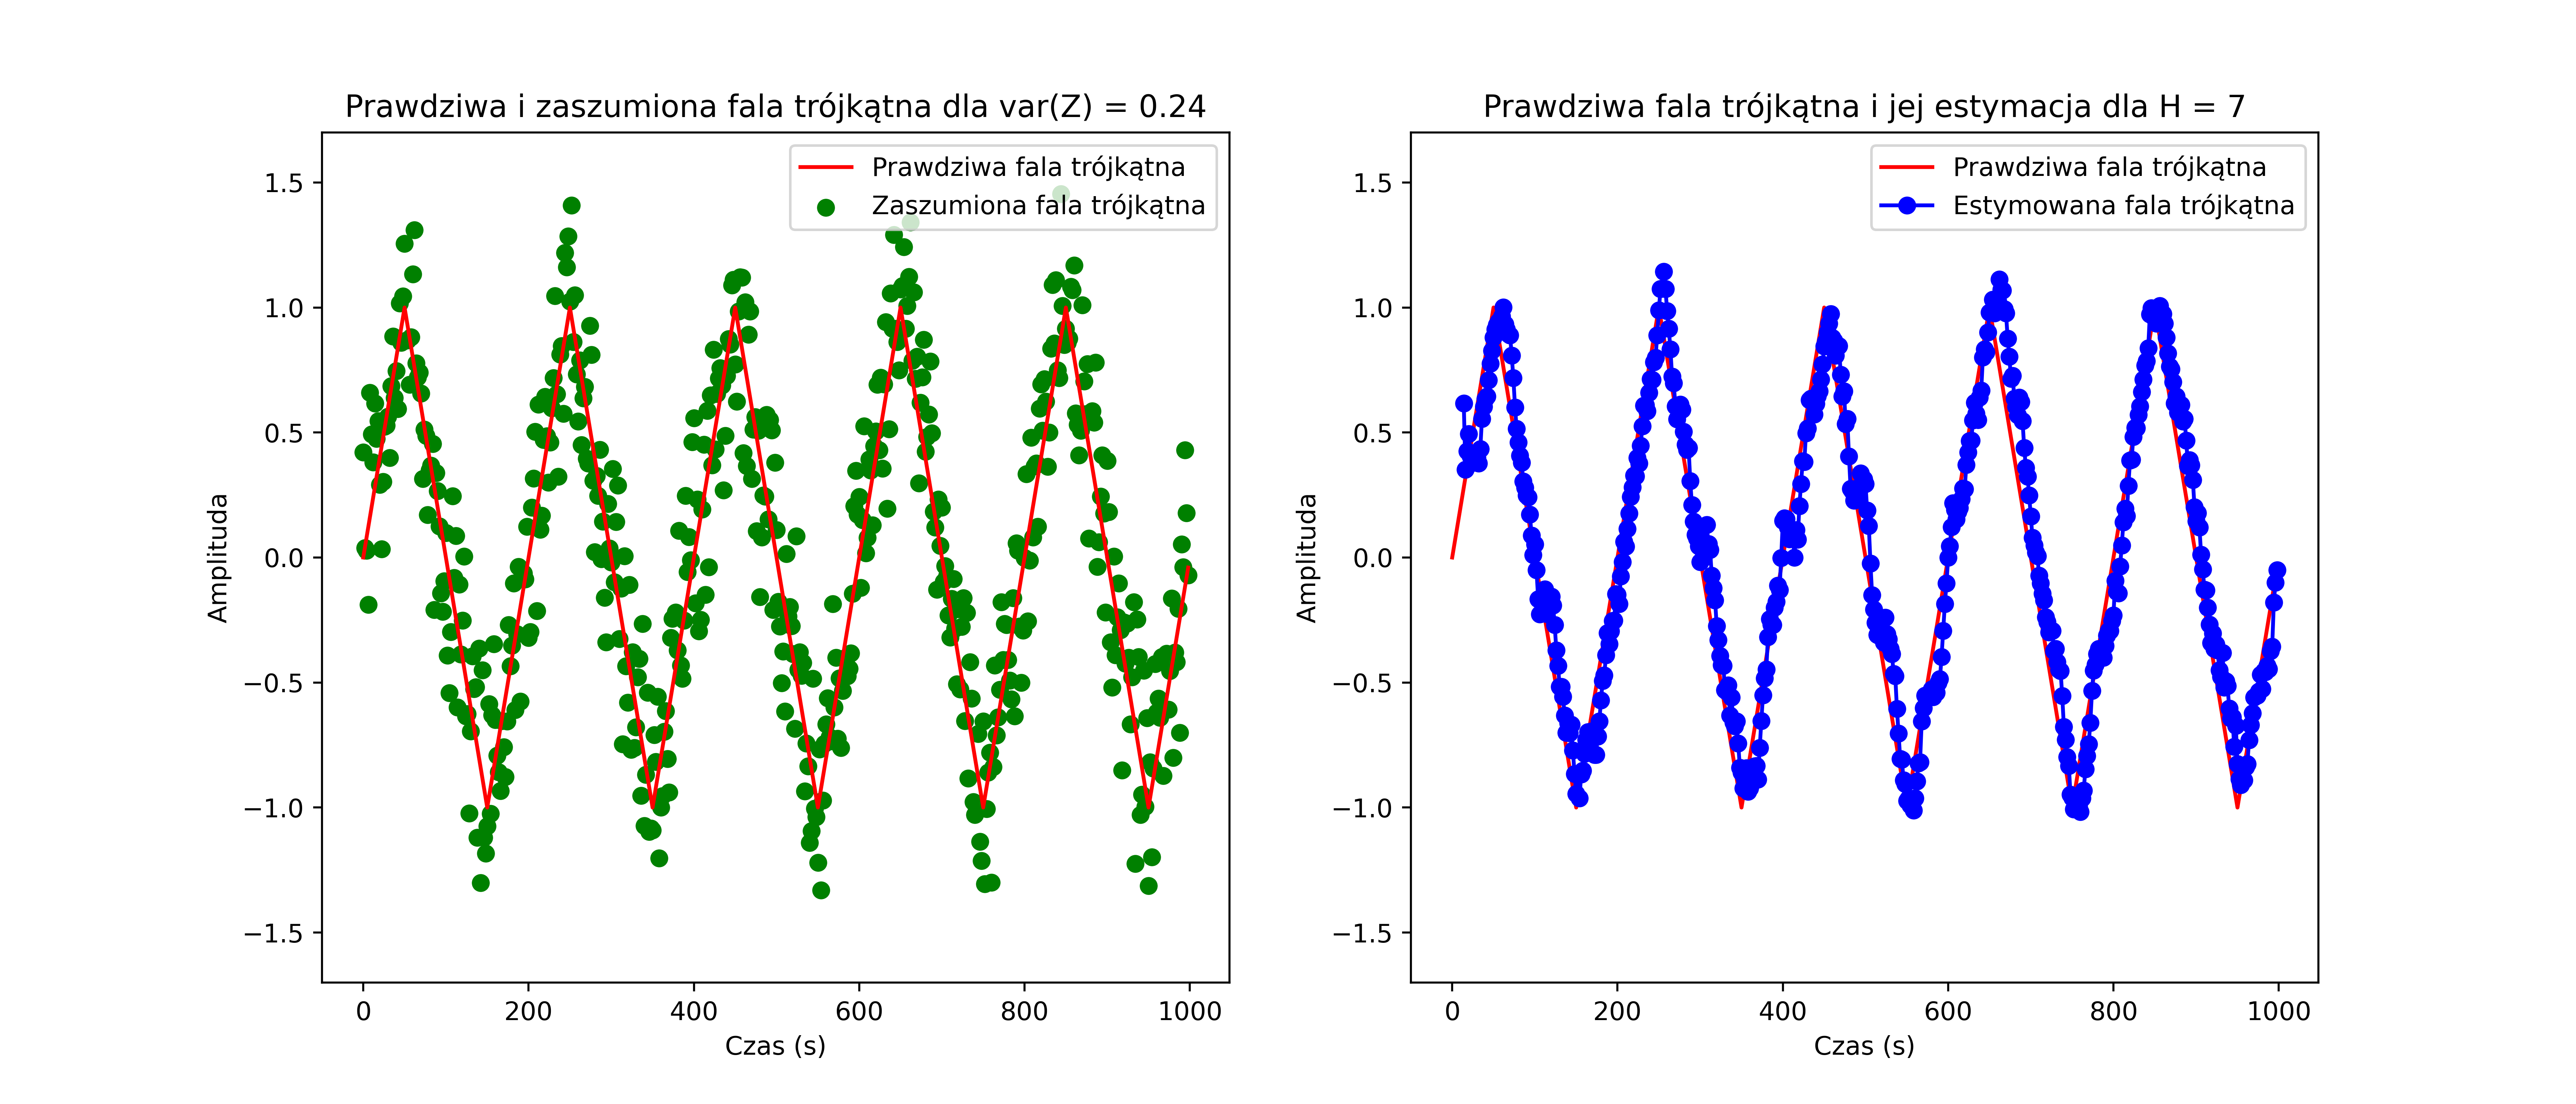 Prawdziwa i zaszumiona fala trójkątna dla var(Z) = 0.24
Prawdziwa fala trójkątna
Zaszumiona fala trójkątna
Amplituda
1.5
1.0
0.5
0.0
−0.5
−1.0
−1.5
0 200 400 600 800 1000
Czas (s)
Prawdziwa fala trójkątna i jej estymacja dla H = 7
Prawdziwa fala trójkątna
Estymowana fala trójkątna
Amplituda
1.5
1.0
0.5
0.0
−0.5
−1.0
−1.5
0 200 400 600 800 1000
Czas (s)